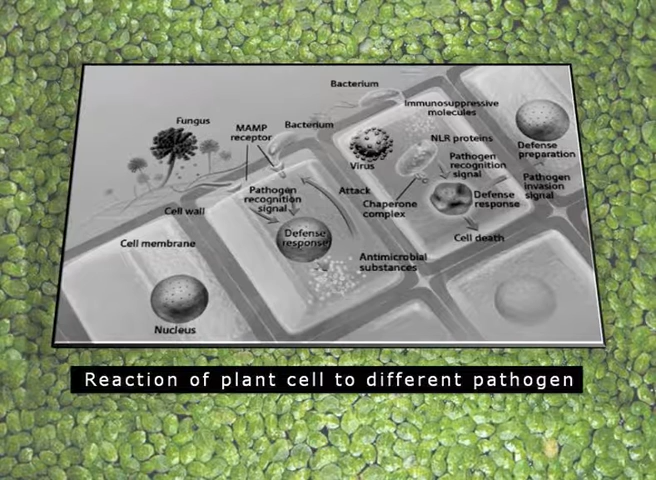 Bacterium
Immunosuppressive
molecules
Fungus
MAMP
receptor
Bacterium
NLR proteins
Virus
Defense
preparation
Pathogen
recognition
signal
Pathogen
invasion
signal
Pathogen
recognition
signal
Attack
Chaperone
complex
Defense
response
Cell wall
Cell membrane
Defense
response
Cell death
Antimicrobial
substances
Nucleus
Reaction of plant cell to different pathogen